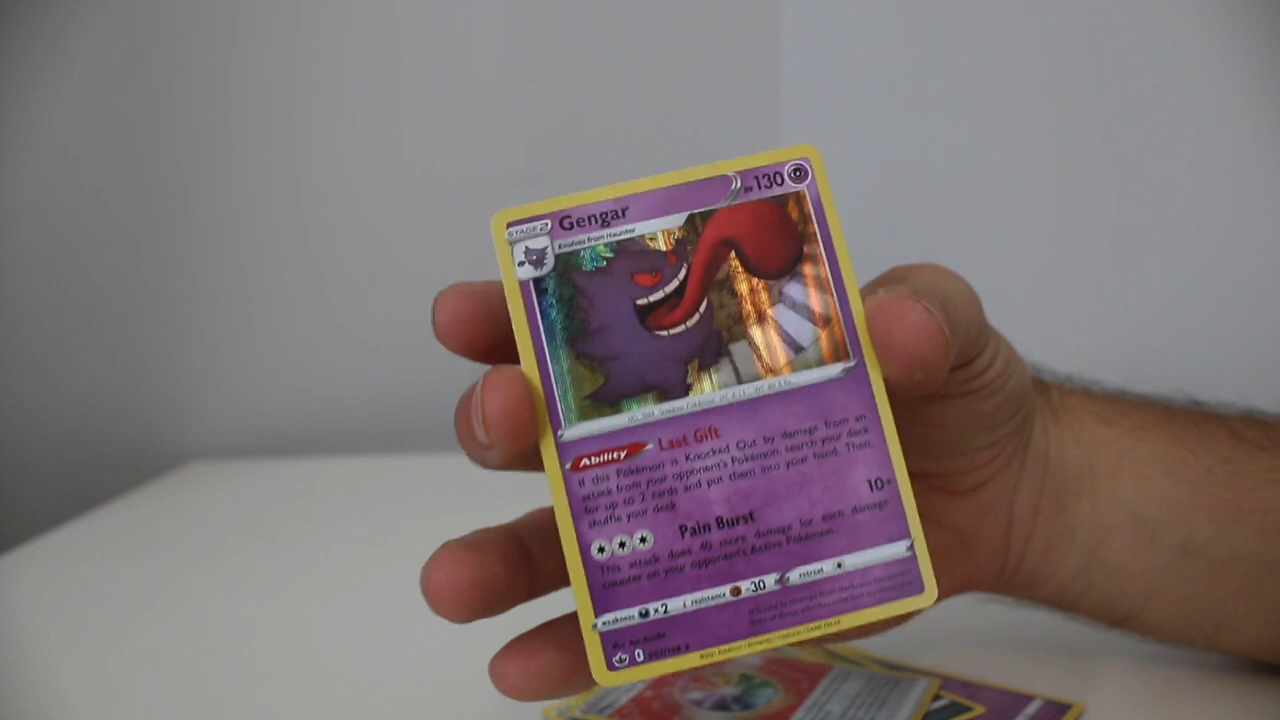 STAGE 2 Gengar HP 130
Evolves from Haunter
Ability Last Gift
If this Pokémon is Knocked Out by damage from an
attack from your opponent's Pokémon, search your deck
for up to 2 cards and put them into your hand. Then,
shuffle your deck.
Pain Burst 10+
This attack does 40 more damage for each damage
counter on your opponent's Active Pokémon.
weakness ×2 resistance -30 retreat